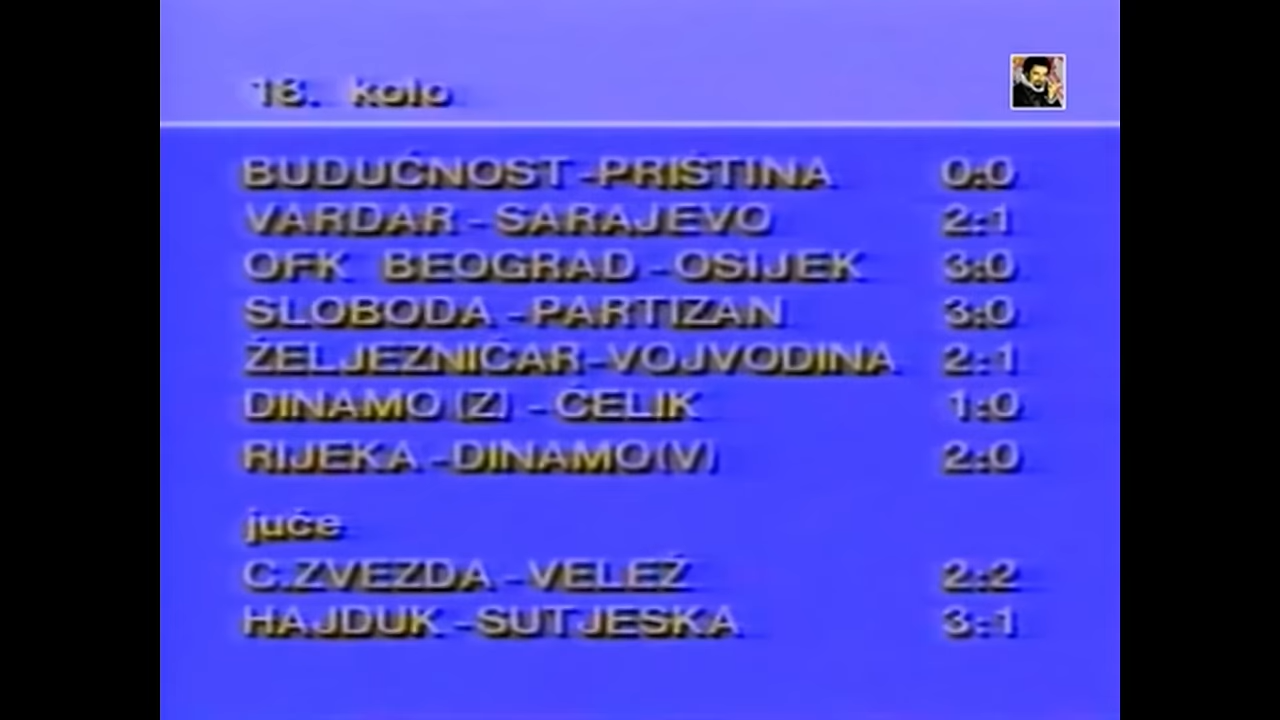 18. kolo
BUDUĆNOST-PRIŠTINA 0:0
VARDAR-SARAJEVO 2:1
OFK BEOGRAD-OSIJEK 3:0
SLOBODA-PARTIZAN 3:0
ŽELJEZNIČAR-VOJVODINA 2:1
DINAMO (Z) - ČELIK 1:0
RIJEKA-DINAMO(V) 2:0
juče
C.ZVEZDA-VELEŽ 2:2
HAJDUK-SUTJESKA 3:1